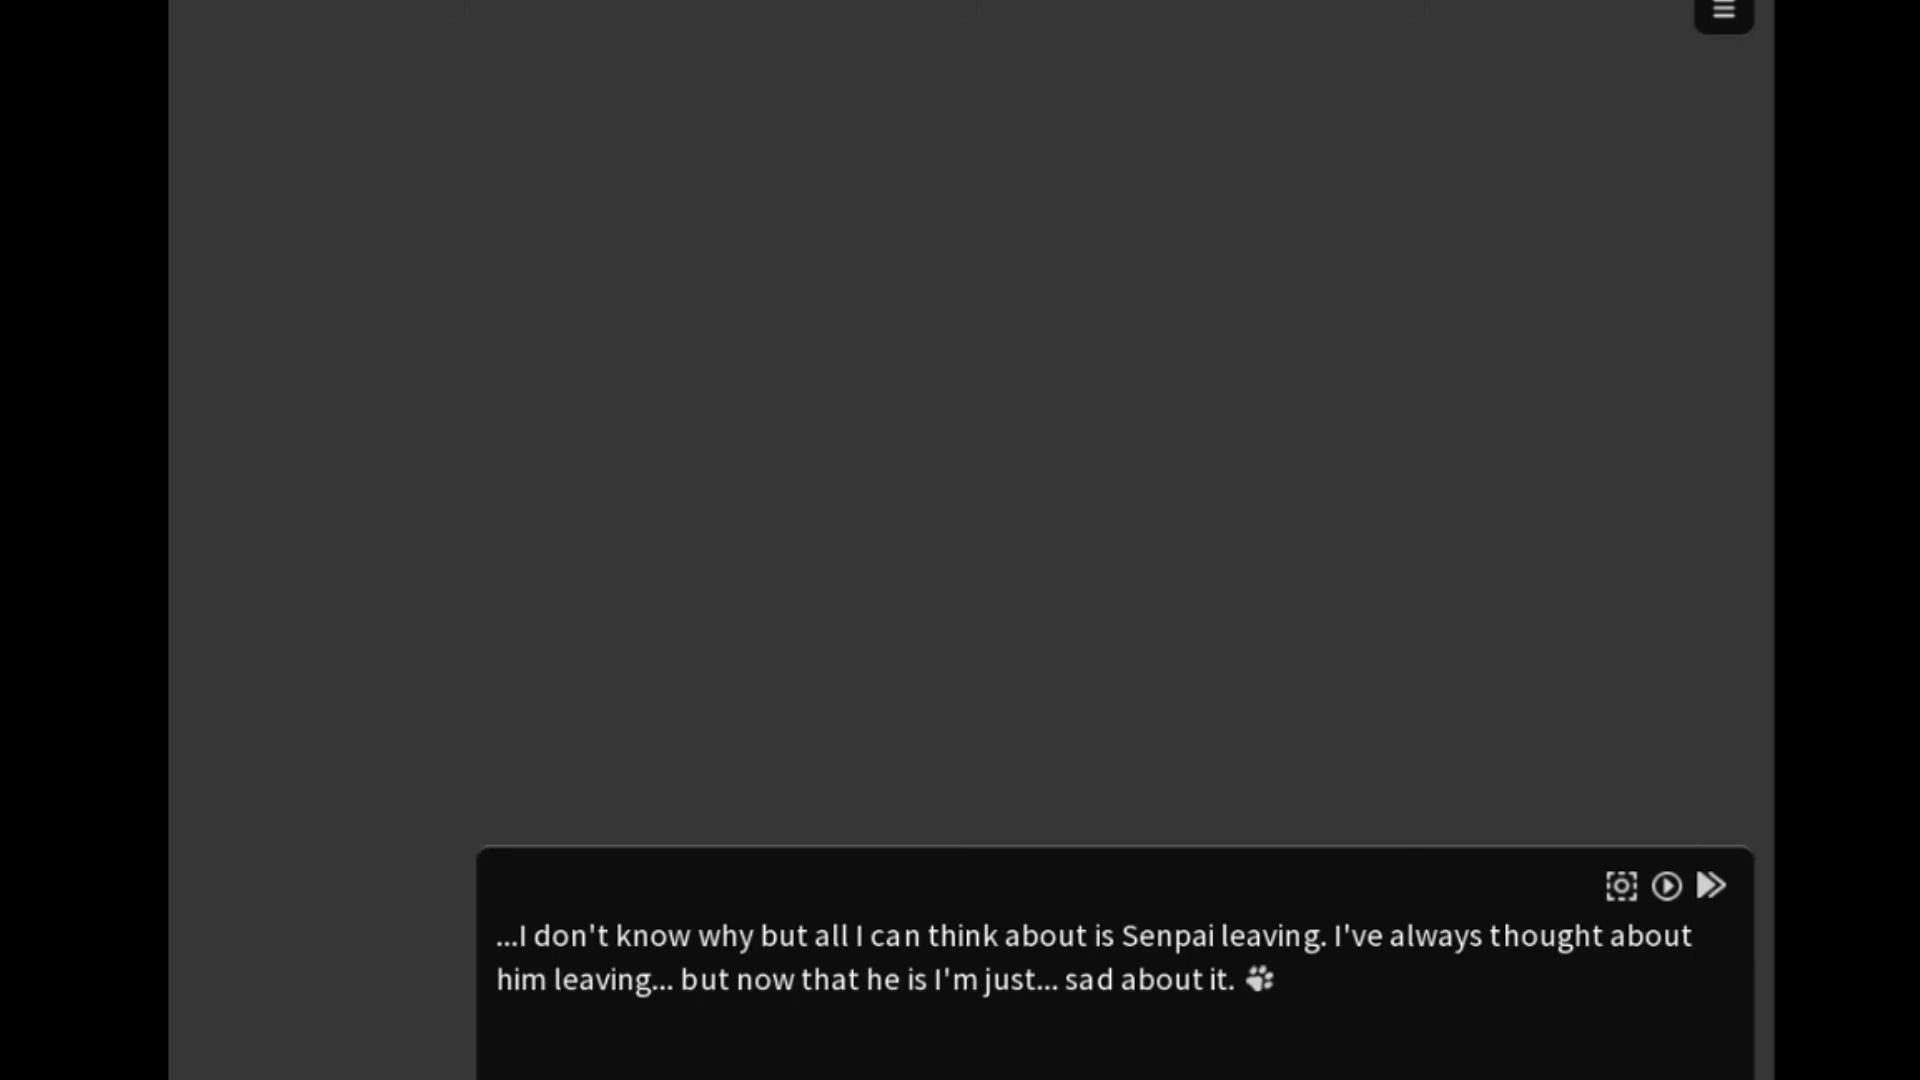 ...I don't know why but all I can think about is Senpai leaving. I've always thought about
him leaving... but now that he is I'm just... sad about it.